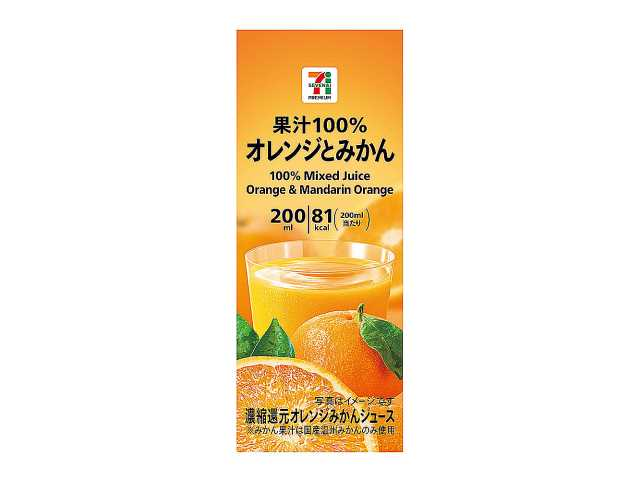 SEVEN&i
PREMIUM
果汁100%
オレンジとみかん
100% Mixed Juice
Orange & Mandarin Orange
200 ml 81 kcal (200ml当たり)
写真はイメージです
濃縮還元オレンジみかんジュース
※みかん果汁は国産温州みかんのみ使用